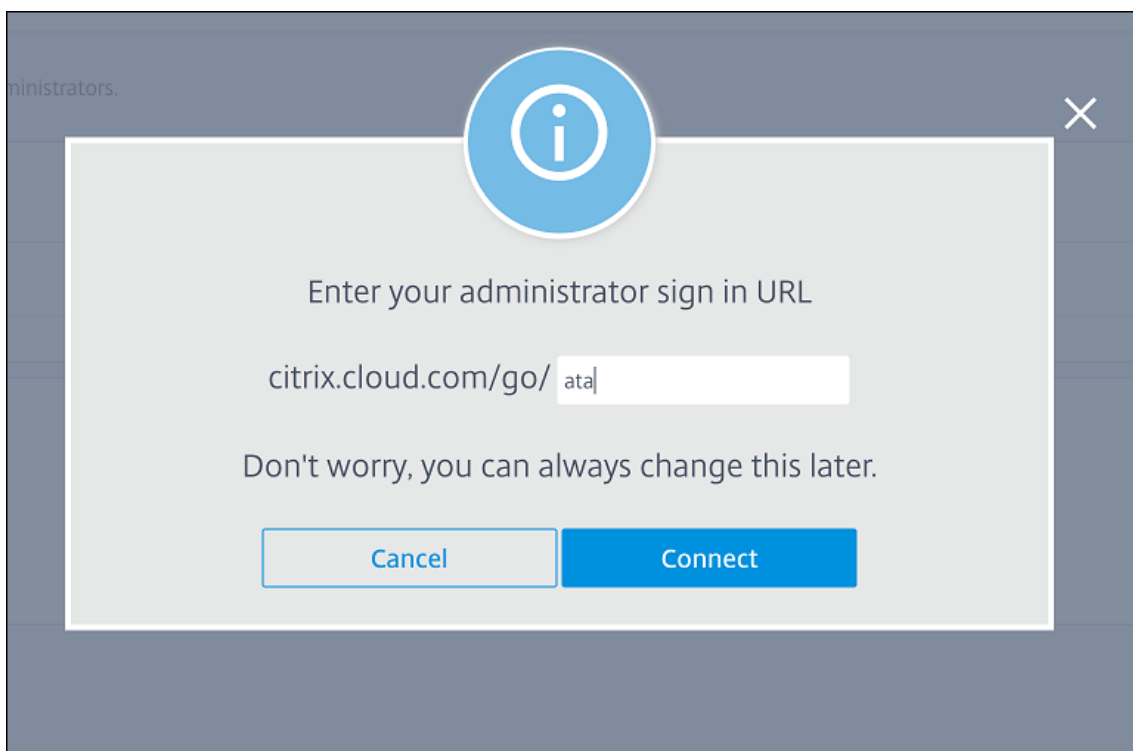 ministrators.
Enter your administrator sign in URL
citrix.cloud.com/go/ ata
Don't worry, you can always change this later.
Cancel Connect